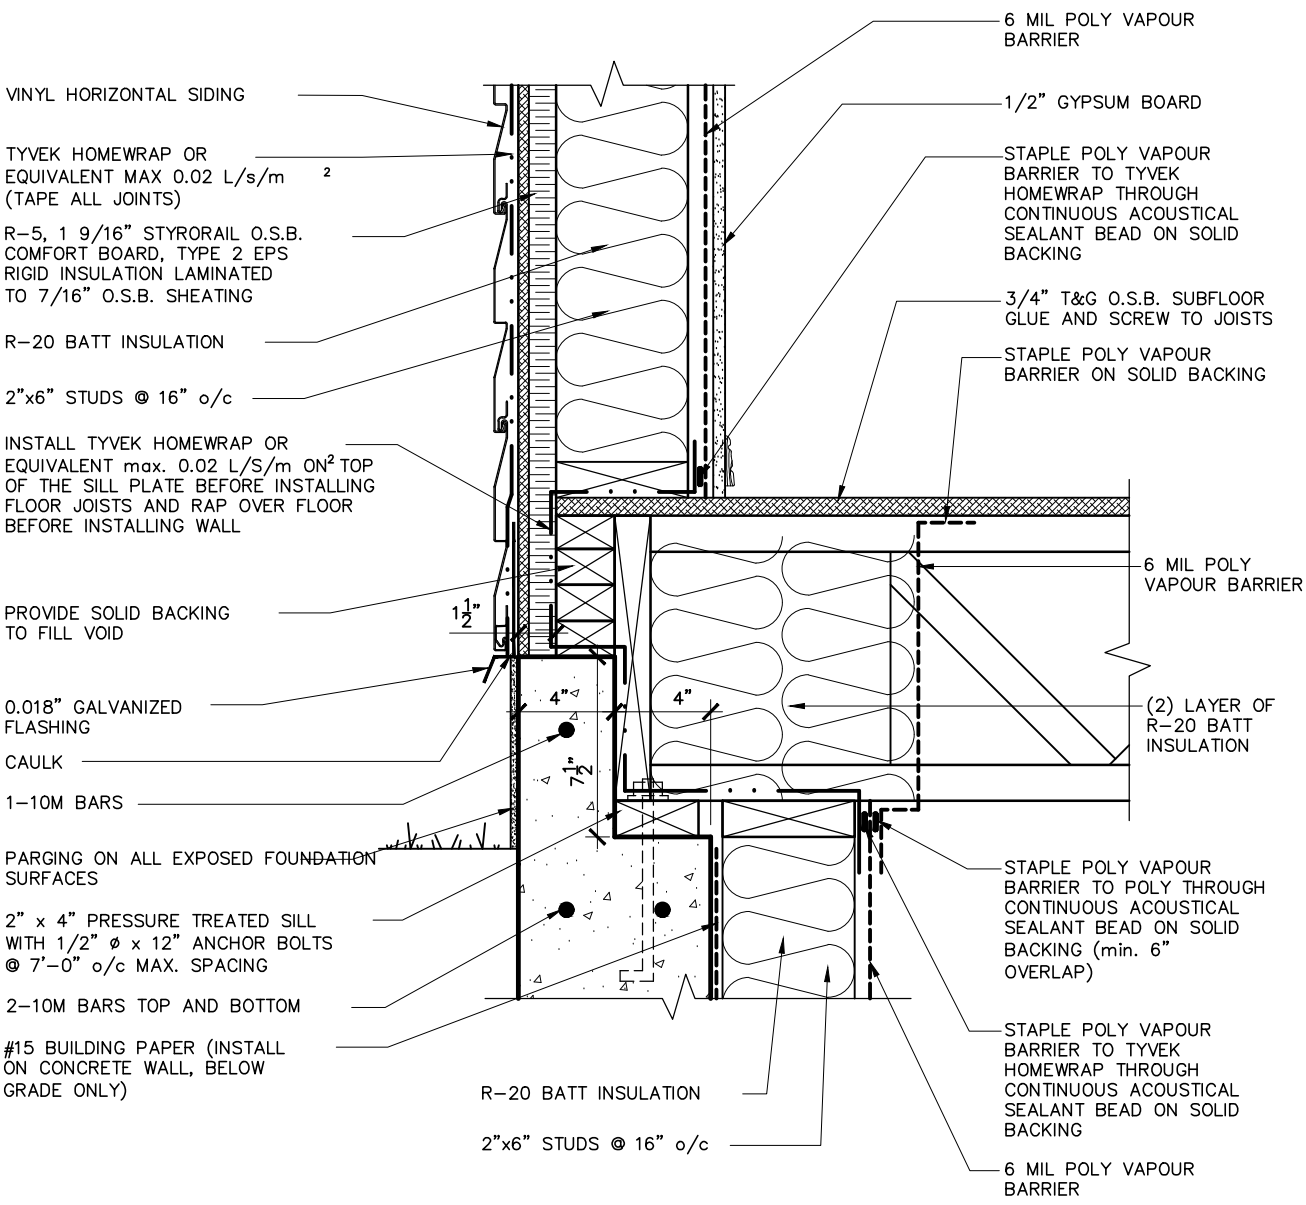 VINYL HORIZONTAL SIDING
TYVEK HOMEWRAP OR
EQUIVALENT MAX 0.02 L/s/m ²
(TAPE ALL JOINTS)
R–5, 1 9/16" STYRORAIL O.S.B.
COMFORT BOARD, TYPE 2 EPS
RIGID INSULATION LAMINATED
TO 7/16" O.S.B. SHEATING
R–20 BATT INSULATION
2"x6" STUDS @ 16" o/c
INSTALL TYVEK HOMEWRAP OR
EQUIVALENT max. 0.02 L/S/m ON² TOP
OF THE SILL PLATE BEFORE INSTALLING
FLOOR JOISTS AND RAP OVER FLOOR
BEFORE INSTALLING WALL
PROVIDE SOLID BACKING
TO FILL VOID
0.018" GALVANIZED
FLASHING
CAULK
1–10M BARS
PARGING ON ALL EXPOSED FOUNDATION
SURFACES
2" x 4" PRESSURE TREATED SILL
WITH 1/2" ø x 12" ANCHOR BOLTS
@ 7'–0" o/c MAX. SPACING
2–10M BARS TOP AND BOTTOM
#15 BUILDING PAPER (INSTALL
ON CONCRETE WALL, BELOW
GRADE ONLY)
1 1/2"
4"
4"
7 1/2"
R–20 BATT INSULATION
2"x6" STUDS @ 16" o/c
6 MIL POLY VAPOUR
BARRIER
1/2" GYPSUM BOARD
STAPLE POLY VAPOUR
BARRIER TO TYVEK
HOMEWRAP THROUGH
CONTINUOUS ACOUSTICAL
SEALANT BEAD ON SOLID
BACKING
3/4" T&G O.S.B. SUBFLOOR
GLUE AND SCREW TO JOISTS
STAPLE POLY VAPOUR
BARRIER ON SOLID BACKING
6 MIL POLY
VAPOUR BARRIER
(2) LAYER OF
R–20 BATT
INSULATION
STAPLE POLY VAPOUR
BARRIER TO POLY THROUGH
CONTINUOUS ACOUSTICAL
SEALANT BEAD ON SOLID
BACKING (min. 6"
OVERLAP)
STAPLE POLY VAPOUR
BARRIER TO TYVEK
HOMEWRAP THROUGH
CONTINUOUS ACOUSTICAL
SEALANT BEAD ON SOLID
BACKING
6 MIL POLY VAPOUR
BARRIER